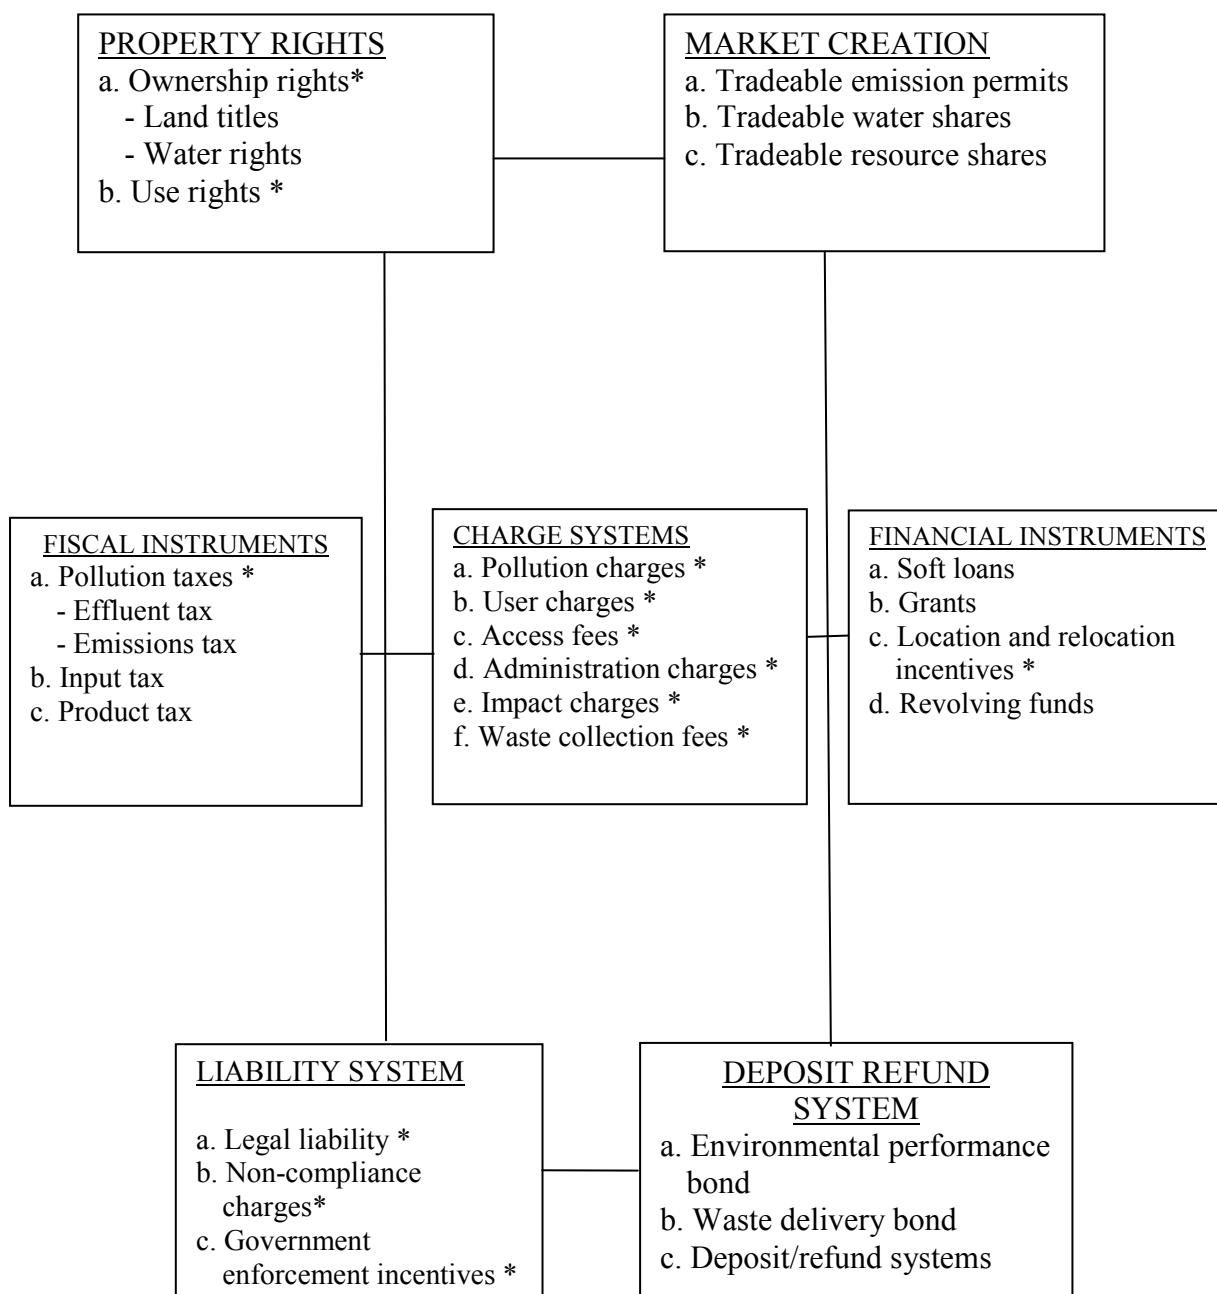 PROPERTY RIGHTS
a. Ownership rights*
- Land titles
- Water rights
b. Use rights *
MARKET CREATION
a. Tradeable emission permits
b. Tradeable water shares
c. Tradeable resource shares
FISCAL INSTRUMENTS
a. Pollution taxes *
- Effluent tax
- Emissions tax
b. Input tax
c. Product tax
CHARGE SYSTEMS
a. Pollution charges *
b. User charges *
c. Access fees *
d. Administration charges *
e. Impact charges *
f. Waste collection fees *
FINANCIAL INSTRUMENTS
a. Soft loans
b. Grants
c. Location and relocation
incentives *
d. Revolving funds
LIABILITY SYSTEM
a. Legal liability *
b. Non-compliance
charges*
c. Government
enforcement incentives *
DEPOSIT REFUND
SYSTEM
a. Environmental performance
bond
b. Waste delivery bond
c. Deposit/refund systems